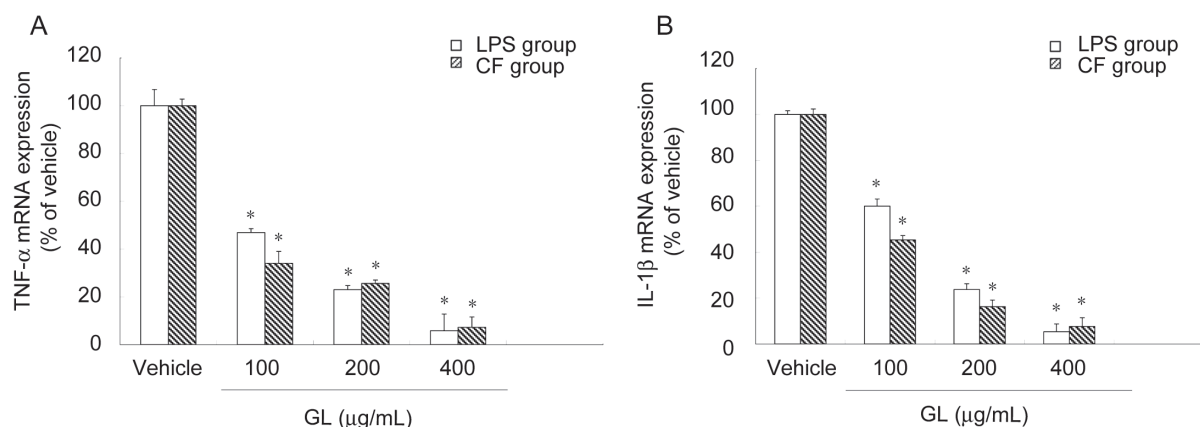 A
TNF-α mRNA expression
(% of vehicle)
120
100
80
60
40
20
0
LPS group
CF group
*
*
*
*
*
*
Vehicle
100
200
400
GL (μg/mL)
B
IL-1β mRNA expression
(% of vehicle)
120
100
80
60
40
20
0
LPS group
CF group
*
*
*
*
*
*
Vehicle
100
200
400
GL (μg/mL)